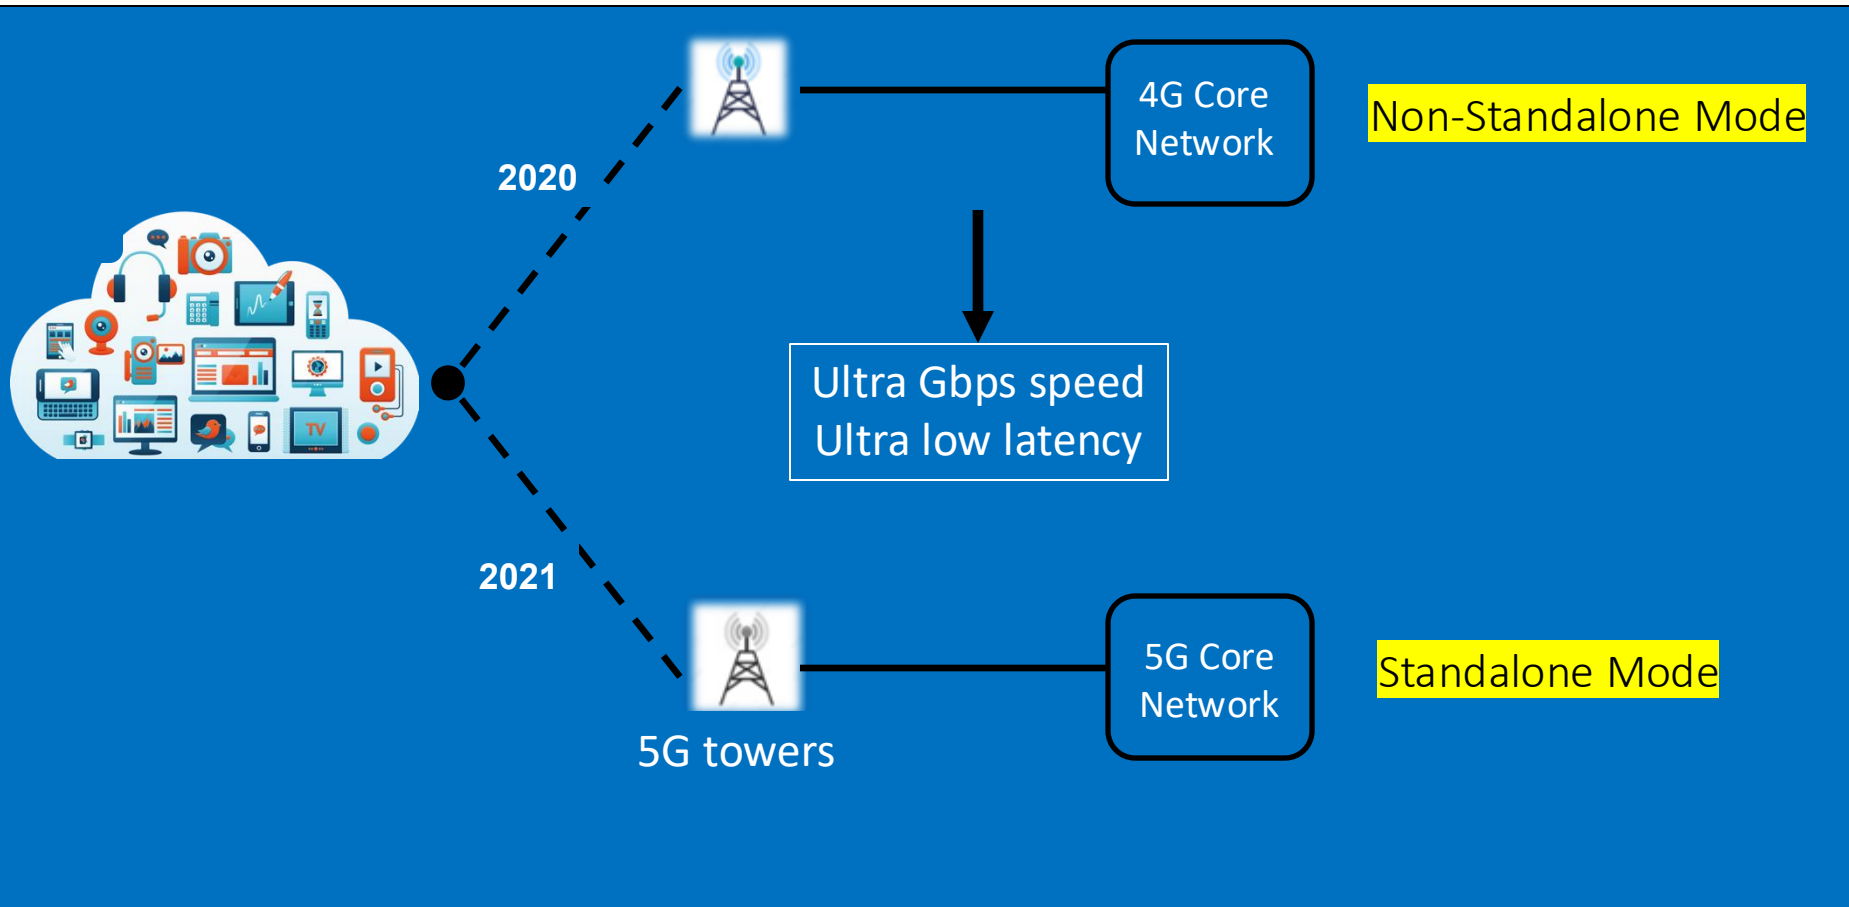 4G Core
Network
Non-Standalone Mode
2020
Ultra Gbps speed
Ultra low latency
TV
2021
5G Core
Network
Standalone Mode
5G towers